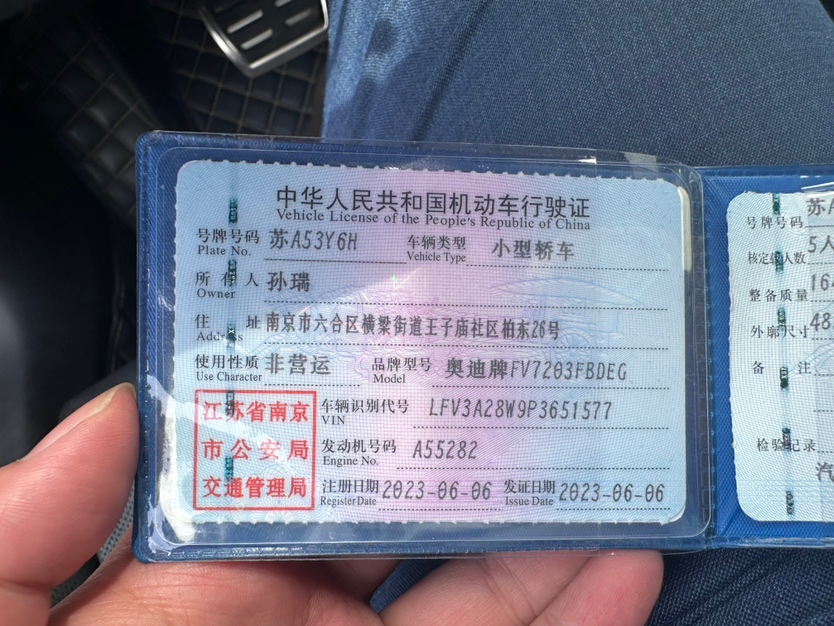 中华人民共和国机动车行驶证
Vehicle License of the People's Republic of China
号牌号码 苏A53Y6H 车辆类型 小型轿车
Plate No. Vehicle Type
所有人 孙瑞
Owner
住址 南京市六合区横梁街道王子庙社区柏东26号
Address
使用性质 非营运 品牌型号 奥迪牌FV7203FBDEG
Use Character Model
江苏省南京
市公安局
交通管理局
车辆识别代号 LFV3A28W9P3651577
VIN
发动机号码 A55282
Engine No.
注册日期 2023-06-06 发证日期 2023-06-06
Register Date Issue Date
号牌号码 苏A
核定载人数 5人
整备质量 16
外廓尺寸 48
备注
检验记录
汽